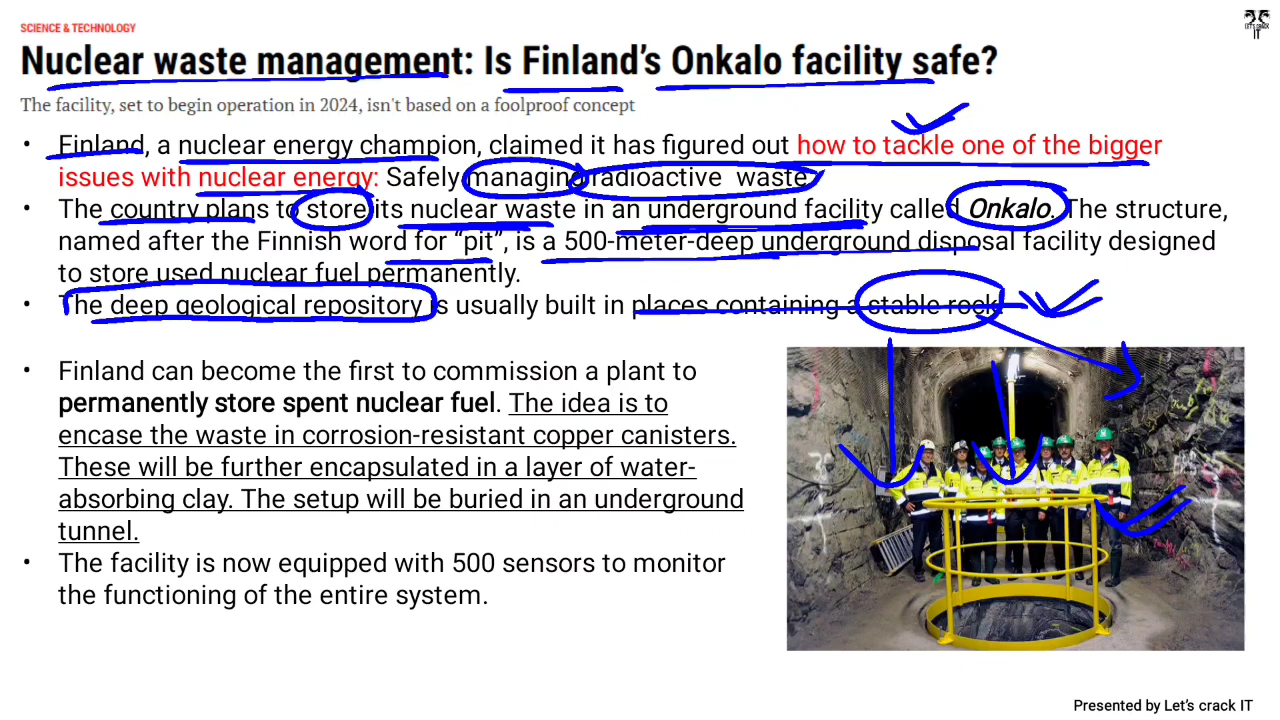 SCIENCE & TECHNOLOGY
LET'S CRACK
IT
Nuclear waste management: Is Finland's Onkalo facility safe?
The facility, set to begin operation in 2024, isn't based on a foolproof concept
• Finland, a nuclear energy champion, claimed it has figured out how to tackle one of the bigger
issues with nuclear energy: Safely managing radioactive waste.
• The country plans to store its nuclear waste in an underground facility called Onkalo. The structure,
named after the Finnish word for “pit”, is a 500-meter-deep underground disposal facility designed
to store used nuclear fuel permanently.
• The deep geological repository is usually built in places containing a stable rock.
• Finland can become the first to commission a plant to
permanently store spent nuclear fuel. The idea is to
encase the waste in corrosion-resistant copper canisters.
These will be further encapsulated in a layer of water-
absorbing clay. The setup will be buried in an underground
tunnel.
• The facility is now equipped with 500 sensors to monitor
the functioning of the entire system.
Presented by Let's crack IT